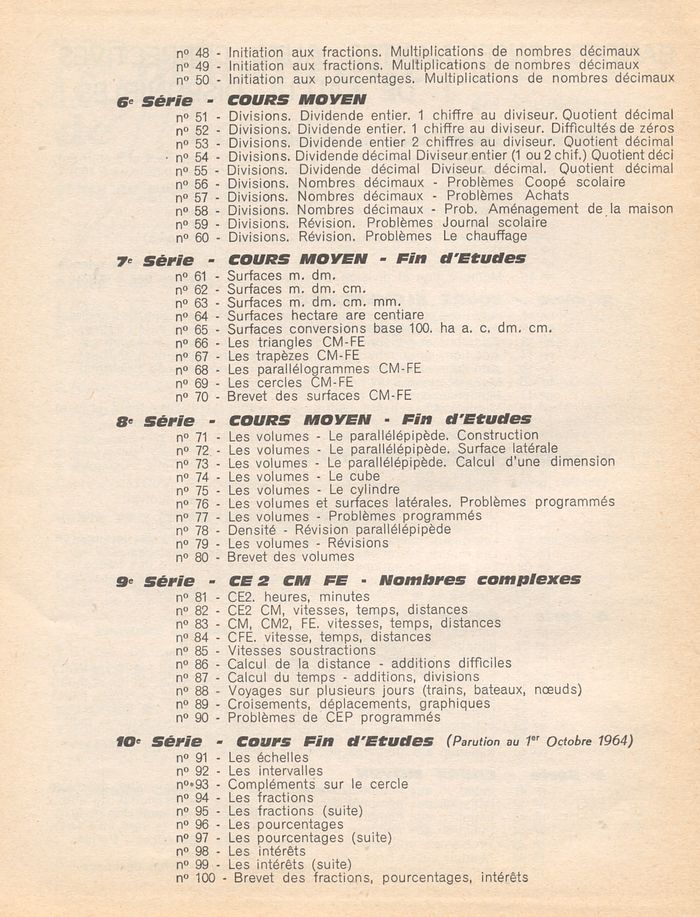 nº 48 - Initiation aux fractions. Multiplications de nombres décimaux
nº 49 - Initiation aux fractions. Multiplications de nombres décimaux
nº 50 - Initiation aux pourcentages. Multiplications de nombres décimaux
6e Série - COURS MOYEN
nº 51 - Divisions. Dividende entier. 1 chiffre au diviseur. Quotient décimal
nº 52 - Divisions. Dividende entier. 1 chiffre au diviseur. Difficultés de zéros
nº 53 - Divisions. Dividende entier 2 chiffres au diviseur. Quotient décimal
nº 54 - Divisions. Dividende décimal Diviseur entier (1 ou 2 chif.) Quotient déci
nº 55 - Divisions. Dividende décimal Diviseur décimal. Quotient décimal
nº 56 - Divisions. Nombres décimaux - Problèmes Coopé scolaire
nº 57 - Divisions. Nombres décimaux - Problèmes Achats
nº 58 - Divisions. Nombres décimaux - Prob. Aménagement de la maison
nº 59 - Divisions. Révision. Problèmes Journal scolaire
nº 60 - Divisions. Révision. Problèmes Le chauffage
7e Série - COURS MOYEN - Fin d'Etudes
nº 61 - Surfaces m. dm.
nº 62 - Surfaces m. dm. cm.
nº 63 - Surfaces m. dm. cm. mm.
nº 64 - Surfaces hectare are centiare
nº 65 - Surfaces conversions base 100. ha a. c. dm. cm.
nº 66 - Les triangles CM-FE
nº 67 - Les trapèzes CM-FE
nº 68 - Les parallélogrammes CM-FE
nº 69 - Les cercles CM-FE
nº 70 - Brevet des surfaces CM-FE
8e Série - COURS MOYEN - Fin d'Etudes
nº 71 - Les volumes - Le parallélépipède. Construction
nº 72 - Les volumes - Le parallélépipède. Surface latérale
nº 73 - Les volumes - Le parallélépipède. Calcul d'une dimension
nº 74 - Les volumes - Le cube
nº 75 - Les volumes - Le cylindre
nº 76 - Les volumes et surfaces latérales. Problèmes programmés
nº 77 - Les volumes - Problèmes programmés
nº 78 - Densité - Révision parallélépipède
nº 79 - Les volumes - Révisions
nº 80 - Brevet des volumes
9e Série - CE 2 CM FE - Nombres complexes
nº 81 - CE2. heures, minutes
nº 82 - CE2 CM, vitesses, temps, distances
nº 83 - CM, CM2, FE. vitesses, temps, distances
nº 84 - CFE. vitesse, temps, distances
nº 85 - Vitesses soustractions
nº 86 - Calcul de la distance - additions difficiles
nº 87 - Calcul du temps - additions, divisions
nº 88 - Voyages sur plusieurs jours (trains, bateaux, nœuds)
nº 89 - Croisements, déplacements, graphiques
nº 90 - Problèmes de CEP programmés
10e Série - Cours Fin d'Etudes (Parution au 1er Octobre 1964)
nº 91 - Les échelles
nº 92 - Les intervalles
nº 93 - Compléments sur le cercle
nº 94 - Les fractions
nº 95 - Les fractions (suite)
nº 96 - Les pourcentages
nº 97 - Les pourcentages (suite)
nº 98 - Les intérêts
nº 99 - Les intérêts (suite)
nº 100 - Brevet des fractions, pourcentages, intérêts